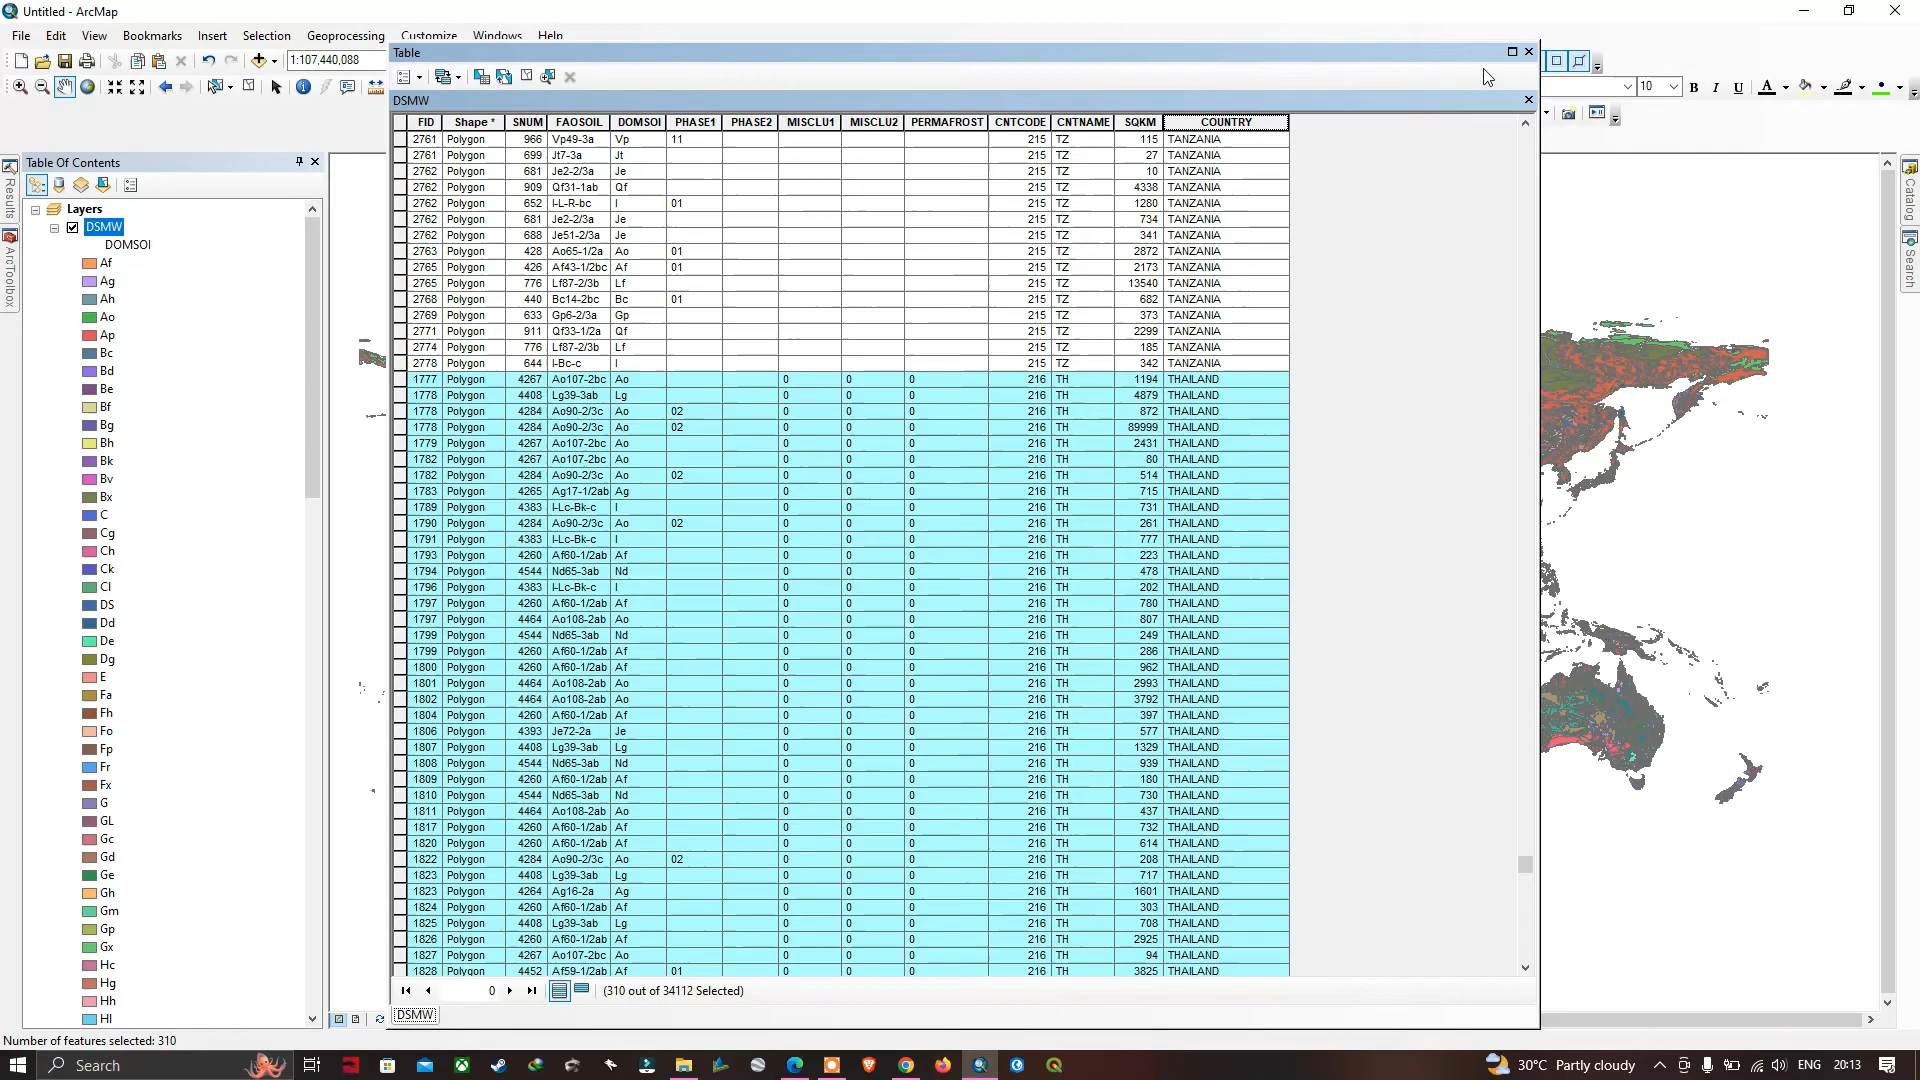 Untitled - ArcMap
File Edit View Bookmarks Insert Selection Geoprocessing Customize Windows Help
1:107,440,088
10 B I U A
Table
DSMW
Table Of Contents
Layers
DSMW
DOMSOI
Af
Ag
Ah
Ao
Ap
Bc
Bd
Be
Bf
Bg
Bh
Bk
Bv
Bx
C
Cg
Ch
Ck
Cl
DS
Dd
De
Dg
E
Fa
Fh
Fo
Fp
Fr
Fx
G
GL
Gc
Gd
Ge
Gh
Gm
Gp
Gx
Hc
Hg
Hh
Hl
Results
ArcToolbox
Catalog
Search
FID Shape * SNUM FAOSOIL DOMSOI PHASE1 PHASE2 MISCLU1 MISCLU2 PERMAFROST CNTCODE CNTNAME SQKM COUNTRY
2761 Polygon 966 Vp49-3a Vp 11 215 TZ 115 TANZANIA
2761 Polygon 699 Jt7-3a Jt 215 TZ 27 TANZANIA
2762 Polygon 681 Je2-2/3a Je 215 TZ 10 TANZANIA
2762 Polygon 909 Qf31-1ab Qf 215 TZ 4338 TANZANIA
2762 Polygon 652 I-L-R-bc I 01 215 TZ 1280 TANZANIA
2762 Polygon 681 Je2-2/3a Je 215 TZ 734 TANZANIA
2762 Polygon 688 Je51-2/3a Je 215 TZ 341 TANZANIA
2763 Polygon 428 Ao65-1/2a Ao 01 215 TZ 2872 TANZANIA
2765 Polygon 426 Af43-1/2bc Af 01 215 TZ 2173 TANZANIA
2765 Polygon 776 Lf87-2/3b Lf 215 TZ 13540 TANZANIA
2768 Polygon 440 Bc14-2bc Bc 01 215 TZ 682 TANZANIA
2769 Polygon 633 Gp6-2/3a Gp 215 TZ 373 TANZANIA
2771 Polygon 911 Qf33-1/2a Qf 215 TZ 2299 TANZANIA
2774 Polygon 776 Lf87-2/3b Lf 215 TZ 185 TANZANIA
2778 Polygon 644 I-Bc-c I 215 TZ 342 TANZANIA
1777 Polygon 4267 Ao107-2bc Ao 0 0 0 216 TH 1194 THAILAND
1778 Polygon 4408 Lg39-3ab Lg 0 0 0 216 TH 4879 THAILAND
1778 Polygon 4284 Ao90-2/3c Ao 02 0 0 0 216 TH 872 THAILAND
1778 Polygon 4284 Ao90-2/3c Ao 02 0 0 0 216 TH 89999 THAILAND
1779 Polygon 4267 Ao107-2bc Ao 0 0 0 216 TH 2431 THAILAND
1782 Polygon 4267 Ao107-2bc Ao 0 0 0 216 TH 80 THAILAND
1782 Polygon 4284 Ao90-2/3c Ao 02 0 0 0 216 TH 514 THAILAND
1783 Polygon 4265 Ag17-1/2ab Ag 0 0 0 216 TH 715 THAILAND
1789 Polygon 4383 I-Lc-Bk-c I 0 0 0 216 TH 731 THAILAND
1790 Polygon 4284 Ao90-2/3c Ao 02 0 0 0 216 TH 261 THAILAND
1791 Polygon 4383 I-Lc-Bk-c I 0 0 0 216 TH 777 THAILAND
1793 Polygon 4260 Af60-1/2ab Af 0 0 0 216 TH 223 THAILAND
1794 Polygon 4544 Nd65-3ab Nd 0 0 0 216 TH 478 THAILAND
1796 Polygon 4383 I-Lc-Bk-c I 0 0 0 216 TH 202 THAILAND
1797 Polygon 4260 Af60-1/2ab Af 0 0 0 216 TH 780 THAILAND
1797 Polygon 4464 Ao108-2ab Ao 0 0 0 216 TH 807 THAILAND
1799 Polygon 4544 Nd65-3ab Nd 0 0 0 216 TH 249 THAILAND
1799 Polygon 4260 Af60-1/2ab Af 0 0 0 216 TH 286 THAILAND
1800 Polygon 4260 Af60-1/2ab Af 0 0 0 216 TH 962 THAILAND
1801 Polygon 4464 Ao108-2ab Ao 0 0 0 216 TH 2993 THAILAND
1802 Polygon 4464 Ao108-2ab Ao 0 0 0 216 TH 3792 THAILAND
1804 Polygon 4260 Af60-1/2ab Af 0 0 0 216 TH 397 THAILAND
1806 Polygon 4393 Je72-2a Je 0 0 0 216 TH 577 THAILAND
1807 Polygon 4408 Lg39-3ab Lg 0 0 0 216 TH 1329 THAILAND
1808 Polygon 4544 Nd65-3ab Nd 0 0 0 216 TH 939 THAILAND
1809 Polygon 4260 Af60-1/2ab Af 0 0 0 216 TH 180 THAILAND
1810 Polygon 4544 Nd65-3ab Nd 0 0 0 216 TH 730 THAILAND
1811 Polygon 4464 Ao108-2ab Ao 0 0 0 216 TH 437 THAILAND
1817 Polygon 4260 Af60-1/2ab Af 0 0 0 216 TH 732 THAILAND
1820 Polygon 4260 Af60-1/2ab Af 0 0 0 216 TH 614 THAILAND
1822 Polygon 4284 Ao90-2/3c Ao 02 0 0 0 216 TH 208 THAILAND
1823 Polygon 4408 Lg39-3ab Lg 0 0 0 216 TH 717 THAILAND
1823 Polygon 4264 Ag16-2a Ag 0 0 0 216 TH 1601 THAILAND
1824 Polygon 4260 Af60-1/2ab Af 0 0 0 216 TH 303 THAILAND
1825 Polygon 4408 Lg39-3ab Lg 0 0 0 216 TH 708 THAILAND
1826 Polygon 4260 Af60-1/2ab Af 0 0 0 216 TH 2925 THAILAND
1827 Polygon 4267 Ao107-2bc Ao 0 0 0 216 TH 94 THAILAND
1828 Polygon 4452 Af59-1/2ab Af 01 0 0 0 216 TH 3825 THAILAND
0 (310 out of 34112 Selected)
DSMW
Number of features selected: 310
Search 30°C Partly cloudy ENG 20:13